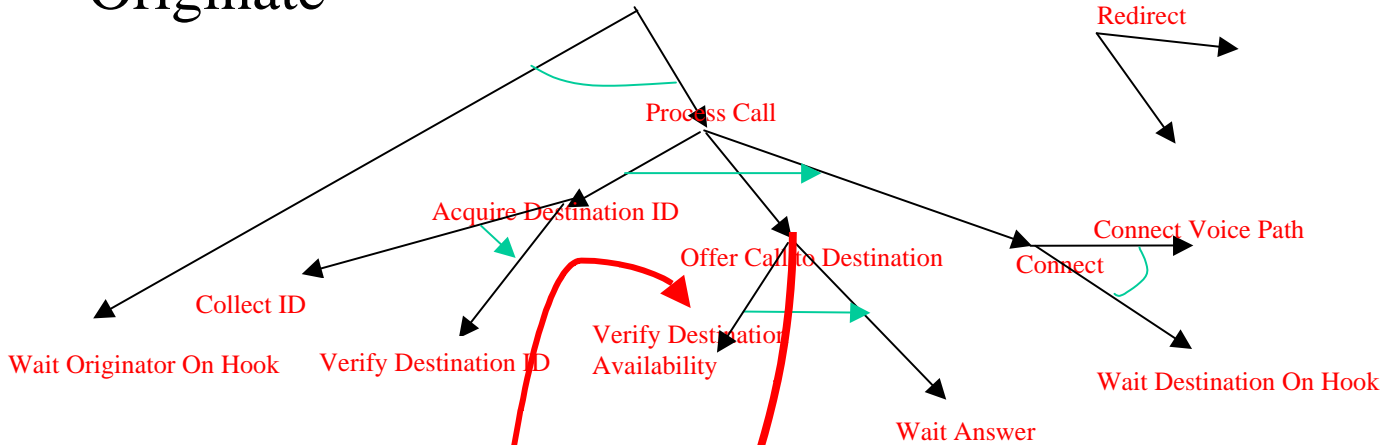 Originate
Redirect
Process Call
Acquire Destination ID
Connect Voice Path
Offer Call to Destination
Connect
Collect ID
Verify Destination
Availability
Wait Originator On Hook
Verify Destination ID
Wait Destination On Hook
Wait Answer